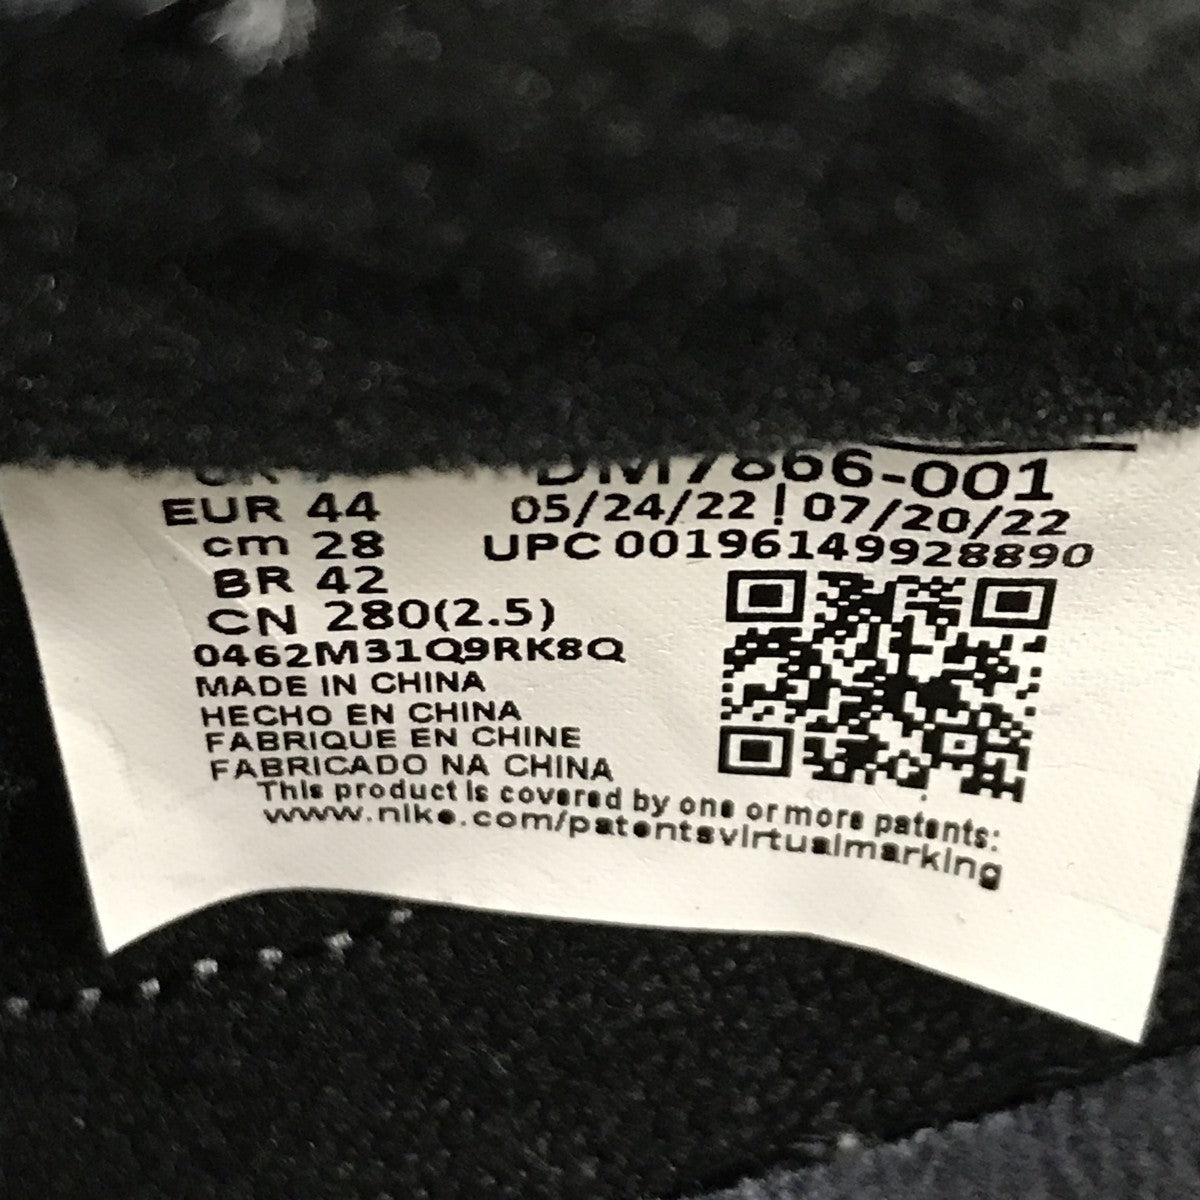 DM7866-001
EUR 44
05/24/22 | 07/20/22
cm 28
UPC 00196149928890
BR 42
CN 280(2.5)
0462M31Q9RK8Q
MADE IN CHINA
HECHO EN CHINA
FABRIQUE EN CHINE
FABRICADO NA CHINA
This product is covered by one or more patents:
www.nike.com/patentsvirtualmarking